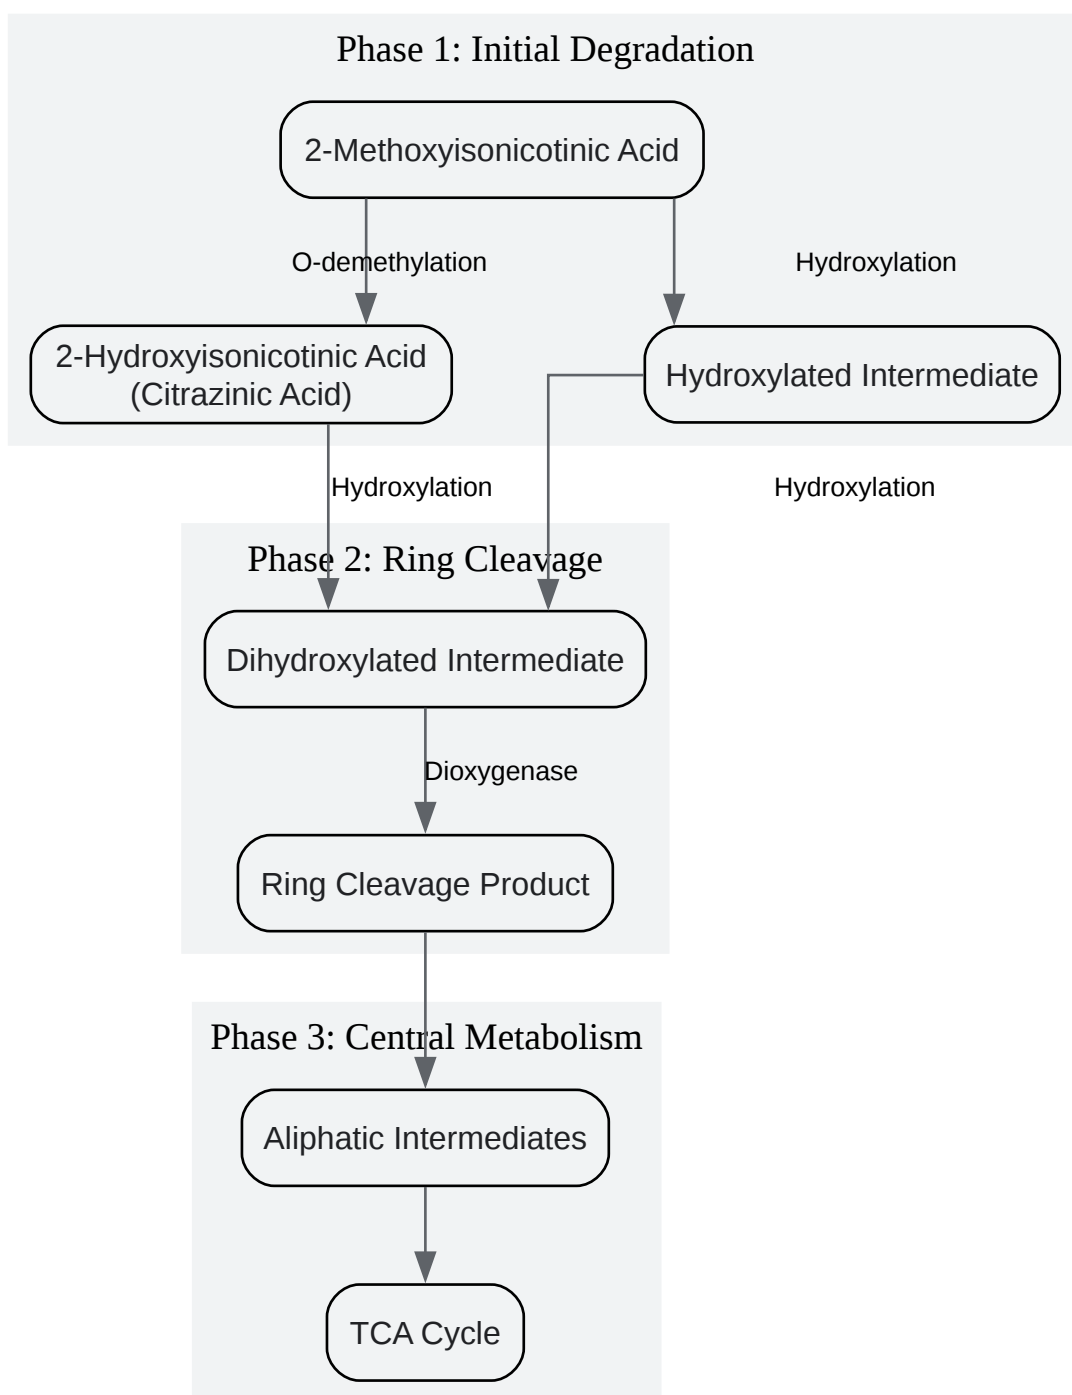 Phase 1: Initial Degradation
2-Methoxyisonicotinic Acid
O-demethylation
Hydroxylation
2-Hydroxyisonicotinic Acid
(Citrazinic Acid)
Hydroxylated Intermediate
Hydroxylation
Hydroxylation
Phase 2: Ring Cleavage
Dihydroxylated Intermediate
Dioxygenase
Ring Cleavage Product
Phase 3: Central Metabolism
Aliphatic Intermediates
TCA Cycle